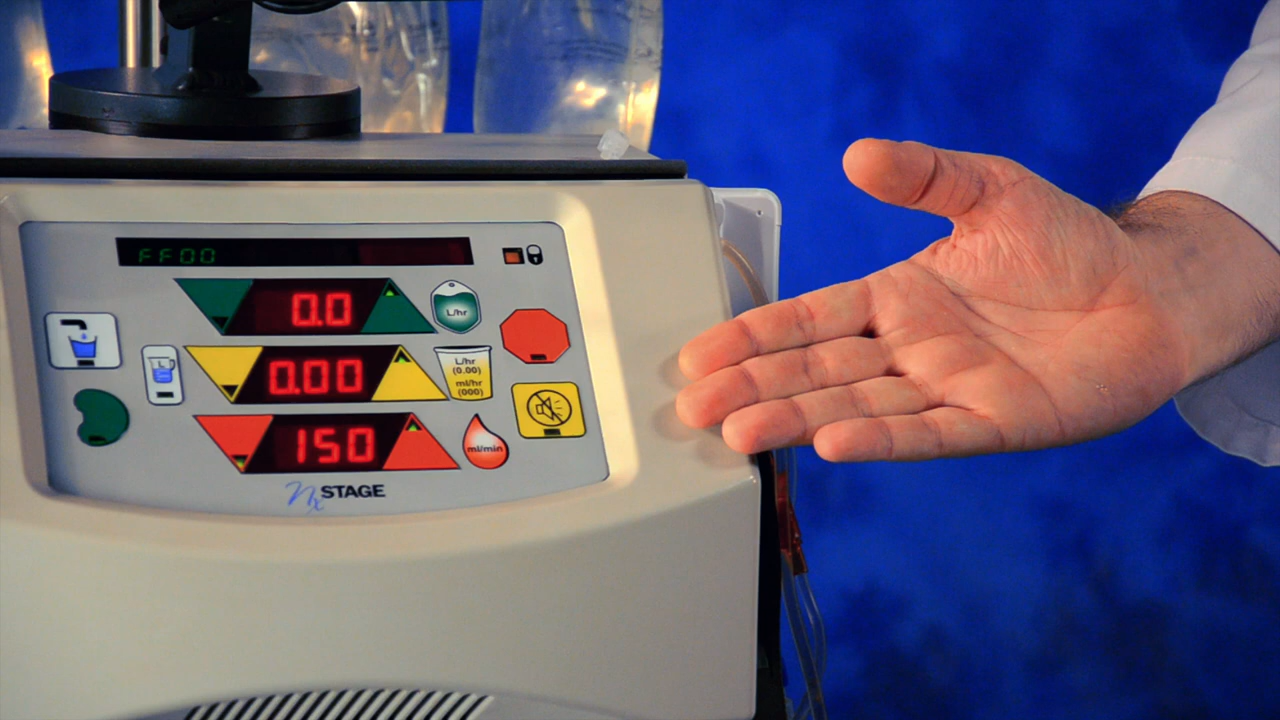 FF00
0.0
L/hr
L
0.00
L/hr
(0.00)
ml/hr
(000)
150
ml/min
NxSTAGE